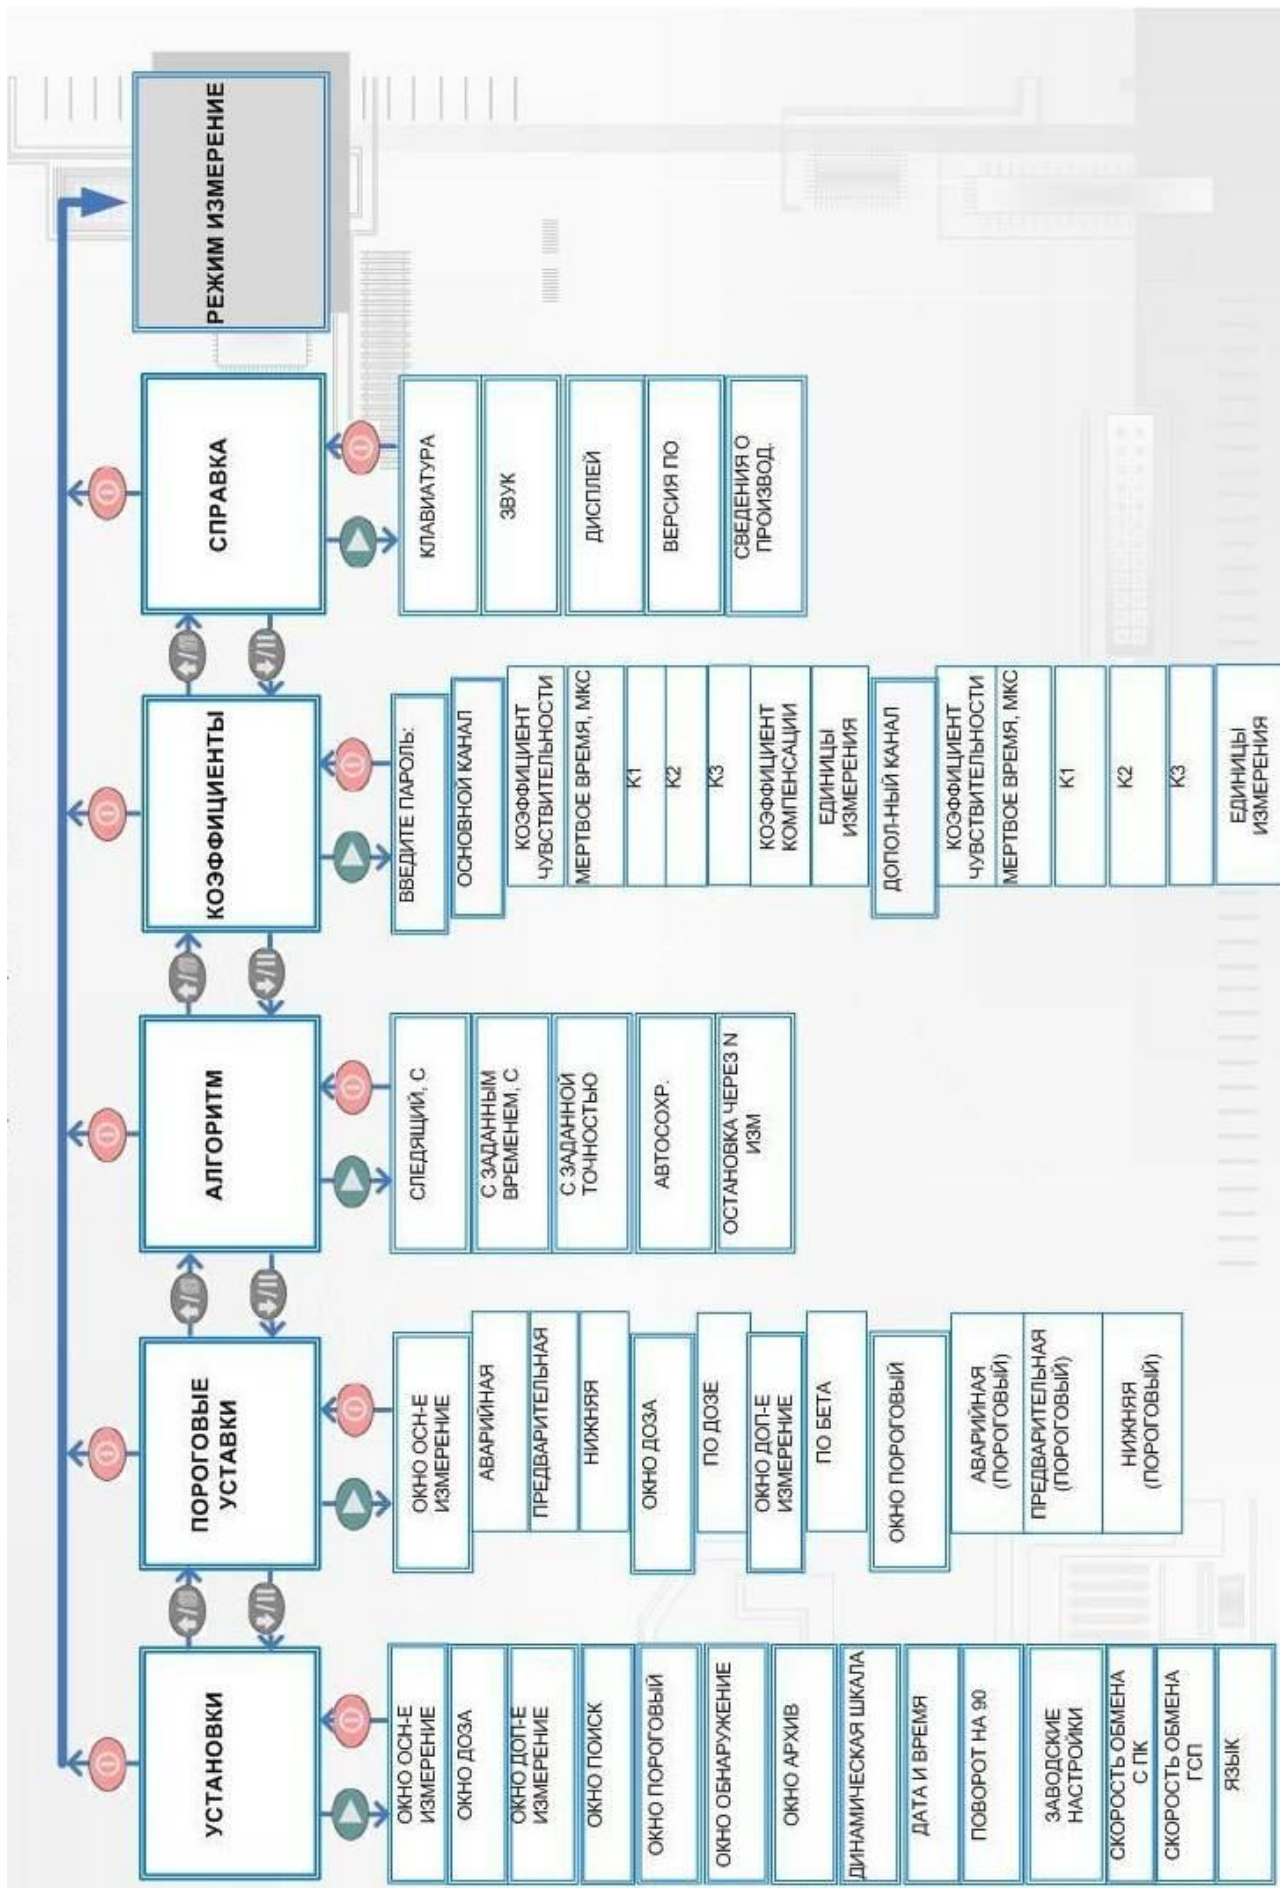 УСТАНОВКИ
ОКНО ОСН-Е
ИЗМЕРЕНИЕ
ОКНО ДОЗА
ОКНО ДОП-Е
ИЗМЕРЕНИЕ
ОКНО ПОИСК
ОКНО ПОРОГОВЫЙ
ОКНО ОБНАРУЖЕНИЕ
ОКНО АРХИВ
ДИНАМИЧЕСКАЯ ШКАЛА
ДАТА И ВРЕМЯ
ПОВОРОТ НА 90
ЗАВОДСКИЕ
НАСТРОЙКИ
СКОРОСТЬ ОБМЕНА
С ПК
СКОРОСТЬ ОБМЕНА
ГСП
ЯЗЫК
ПОРОГОВЫЕ
УСТАВКИ
ОКНО ОСН-Е
ИЗМЕРЕНИЕ
АВАРИЙНАЯ
ПРЕДВАРИТЕЛЬНАЯ
НИЖНЯЯ
ОКНО ДОЗА
ПО ДОЗЕ
ОКНО ДОП-Е
ИЗМЕРЕНИЕ
ПО БЕТА
ОКНО ПОРОГОВЫЙ
АВАРИЙНАЯ
(ПОРОГОВЫЙ)
ПРЕДВАРИТЕЛЬНАЯ
(ПОРОГОВЫЙ)
НИЖНЯЯ
(ПОРОГОВЫЙ)
АЛГОРИТМ
СЛЕДЯЩИЙ, С
С ЗАДАННЫМ
ВРЕМЕНЕМ, С
С ЗАДАННОЙ
ТОЧНОСТЬЮ
АВТОСОХР.
ОСТАНОВКА ЧЕРЕЗ N
ИЗМ
КОЭФФИЦИЕНТЫ
ВВЕДИТЕ ПАРОЛЬ:
ОСНОВНОЙ КАНАЛ
КОЭФФИЦИЕНТ
ЧУВСТВИТЕЛЬНОСТИ
МЕРТВОЕ ВРЕМЯ, МКС
К1
К2
К3
КОЭФФИЦИЕНТ
КОМПЕНСАЦИИ
ЕДИНИЦЫ
ИЗМЕРЕНИЯ
ДОПОЛ-НЫЙ КАНАЛ
КОЭФФИЦИЕНТ
ЧУВСТВИТЕЛЬНОСТИ
МЕРТВОЕ ВРЕМЯ, МКС
К1
К2
К3
ЕДИНИЦЫ
ИЗМЕРЕНИЯ
СПРАВКА
КЛАВИАТУРА
ЗВУК
ДИСПЛЕЙ
ВЕРСИЯ ПО
СВЕДЕНИЯ О
ПРОИЗВОД.
РЕЖИМ ИЗМЕРЕНИЕ